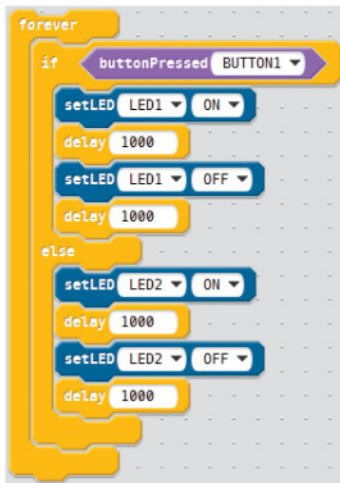 forever
if buttonPressed BUTTON1
setLED LED1 ON
delay 1000
setLED LED1 OFF
delay 1000
else
setLED LED2 ON
delay 1000
setLED LED2 OFF
delay 1000